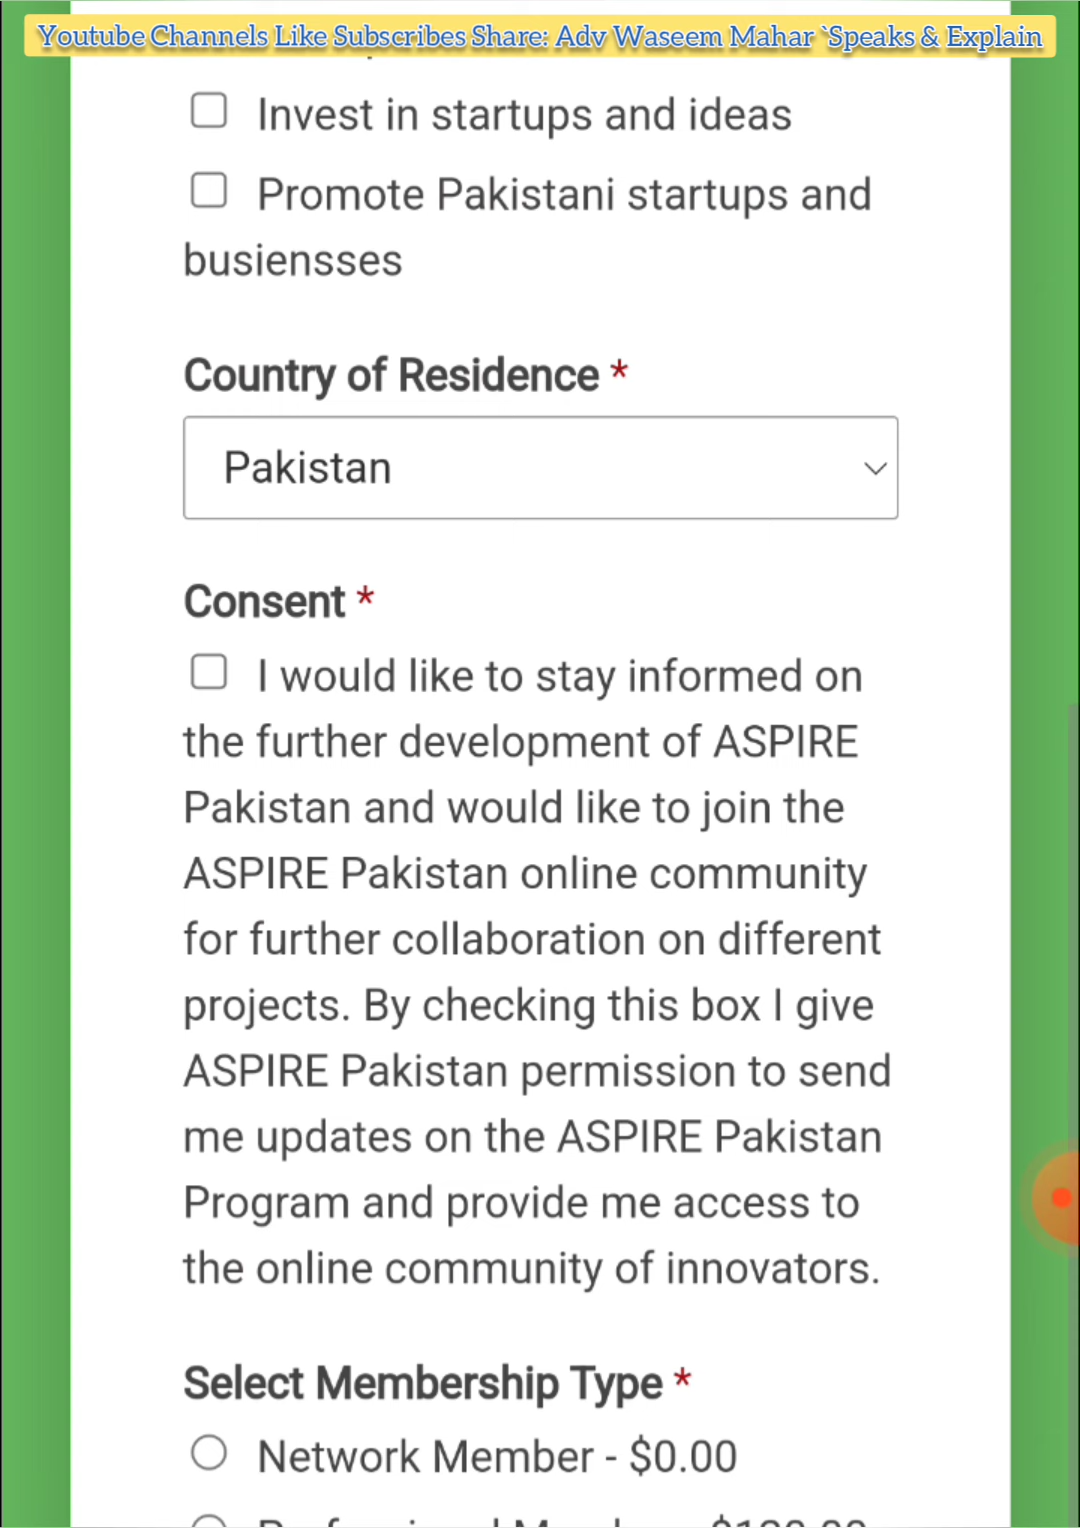 Youtube Channels Like Subscribes Share: Adv Waseem Mahar `Speaks & Explain
Invest in startups and ideas
Promote Pakistani startups and
busiensses
Country of Residence *
Pakistan
Consent *
I would like to stay informed on
the further development of ASPIRE
Pakistan and would like to join the
ASPIRE Pakistan online community
for further collaboration on different
projects. By checking this box I give
ASPIRE Pakistan permission to send
me updates on the ASPIRE Pakistan
Program and provide me access to
the online community of innovators.
Select Membership Type *
Network Member - $0.00